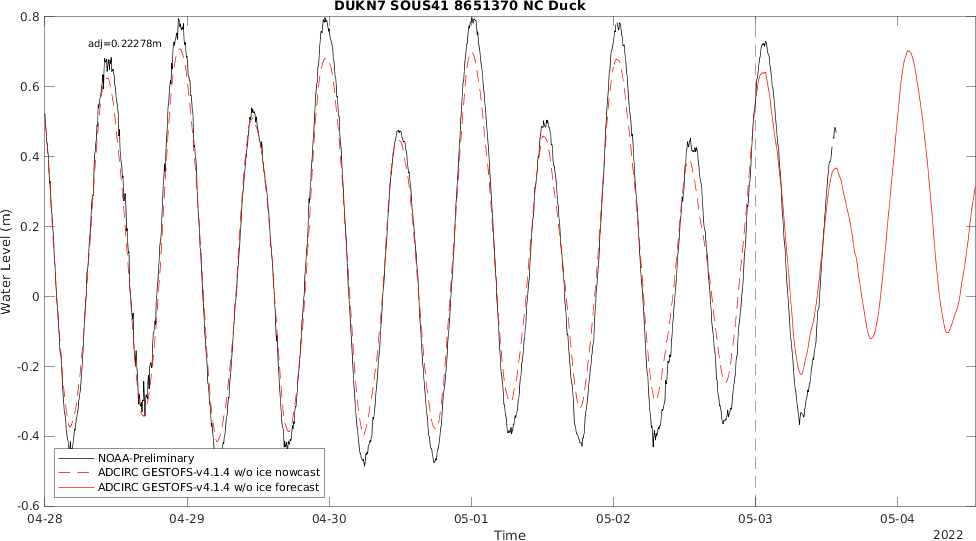 DUKN7 SOUS41 8651370 NC Duck
adj=0.22278m
0.8
0.6
0.4
0.2
0
-0.2
-0.4
-0.6
Water Level (m)
NOAA-Preliminary
ADCIRC GESTOFS-v4.1.4 w/o ice nowcast
ADCIRC GESTOFS-v4.1.4 w/o ice forecast
04-28 04-29 04-30 05-01 05-02 05-03 05-04
Time
2022